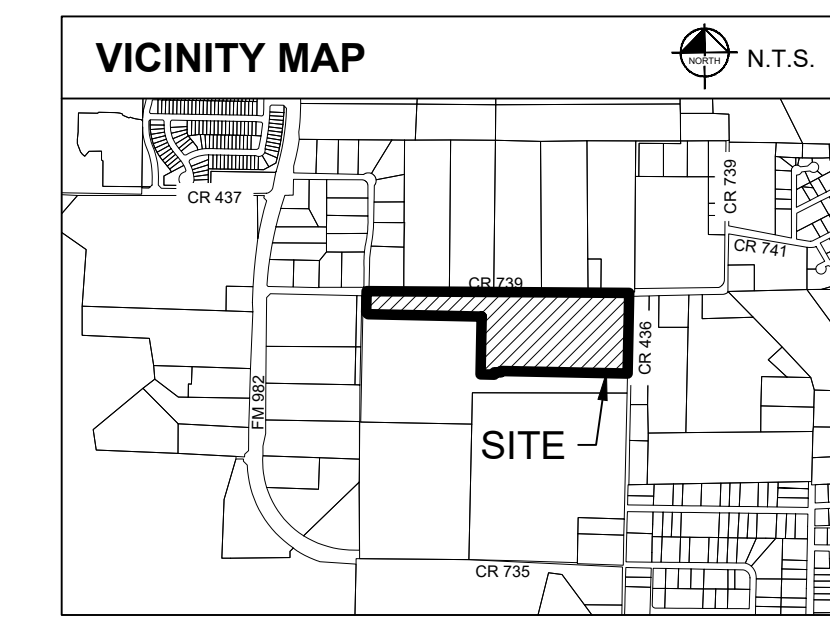 VICINITY MAP
NORTH
N.T.S.
CR 437
CR 739
CR 741
CR 739
CR 436
FM 982
SITE
CR 735